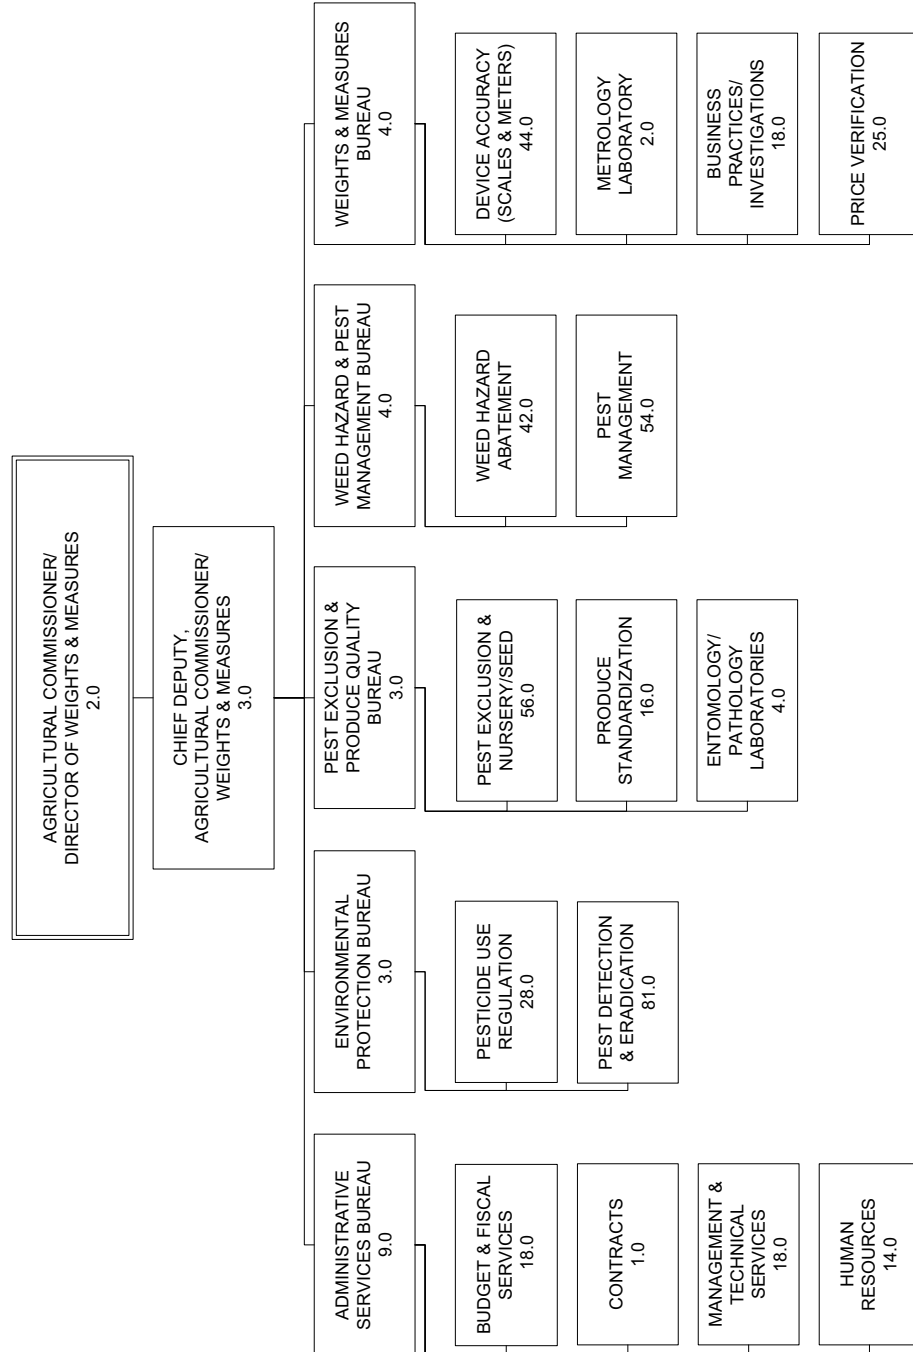 AGRICULTURAL COMMISSIONER/
DIRECTOR OF WEIGHTS & MEASURES
2.0
CHIEF DEPUTY,
AGRICULTURAL COMMISSIONER/
WEIGHTS & MEASURES
3.0
ADMINISTRATIVE
SERVICES BUREAU
9.0
BUDGET & FISCAL
SERVICES
18.0
CONTRACTS
1.0
MANAGEMENT &
TECHNICAL
SERVICES
18.0
HUMAN
RESOURCES
14.0
ENVIRONMENTAL
PROTECTION BUREAU
3.0
PESTICIDE USE
REGULATION
28.0
PEST DETECTION
& ERADICATION
81.0
PEST EXCLUSION &
PRODUCE QUALITY
BUREAU
3.0
PEST EXCLUSION &
NURSERY/SEED
56.0
PRODUCE
STANDARDIZATION
16.0
ENTOMOLOGY/
PATHOLOGY
LABORATORIES
4.0
WEED HAZARD & PEST
MANAGEMENT BUREAU
4.0
WEED HAZARD
ABATEMENT
42.0
PEST
MANAGEMENT
54.0
WEIGHTS & MEASURES
BUREAU
4.0
DEVICE ACCURACY
(SCALES & METERS)
44.0
METROLOGY
LABORATORY
2.0
BUSINESS
PRACTICES/
INVESTIGATIONS
18.0
PRICE VERIFICATION
25.0